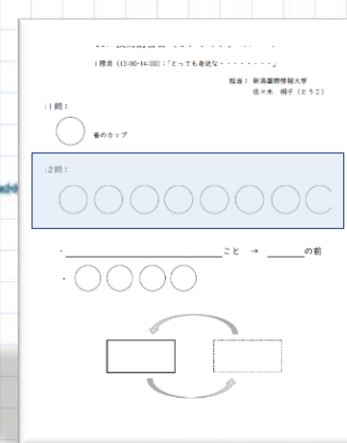 1限目 (13:00-14:00):「とっても身近な・・・・・・・・」
担当： 新潟国際情報大学
佐々木 桐子（とうこ）
1問：
番のカップ
2問：
・ こと → の前
・